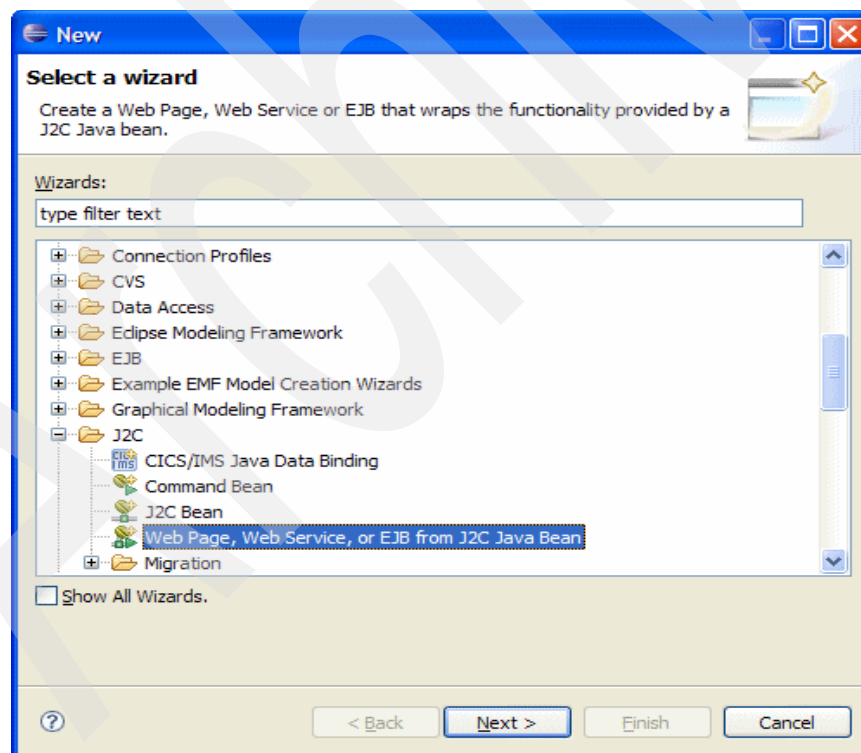 New
Select a wizard
Create a Web Page, Web Service or EJB that wraps the functionality provided by a
J2C Java bean.
Wizards:
type filter text
Connection Profiles
CVS
Data Access
Eclipse Modeling Framework
EJB
Example EMF Model Creation Wizards
Graphical Modeling Framework
J2C
CICS/IMS Java Data Binding
Command Bean
J2C Bean
Web Page, Web Service, or EJB from J2C Java Bean
Migration
Show All Wizards.
? < Back Next > Finish Cancel